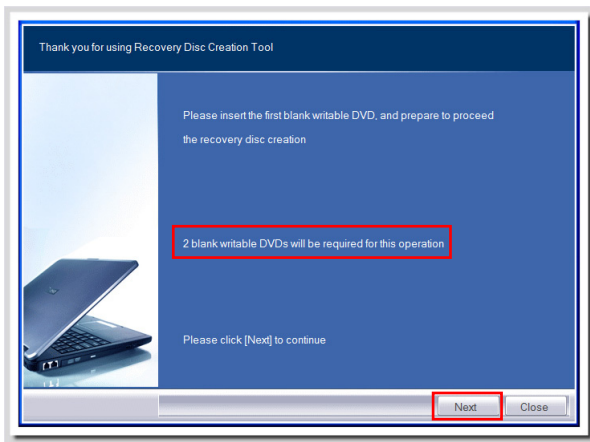 Thank you for using Recovery Disc Creation Tool
Please insert the first blank writable DVD, and prepare to proceed
the recovery disc creation
2 blank writable DVDs will be required for this operation
Please click [Next] to continue
Next
Close